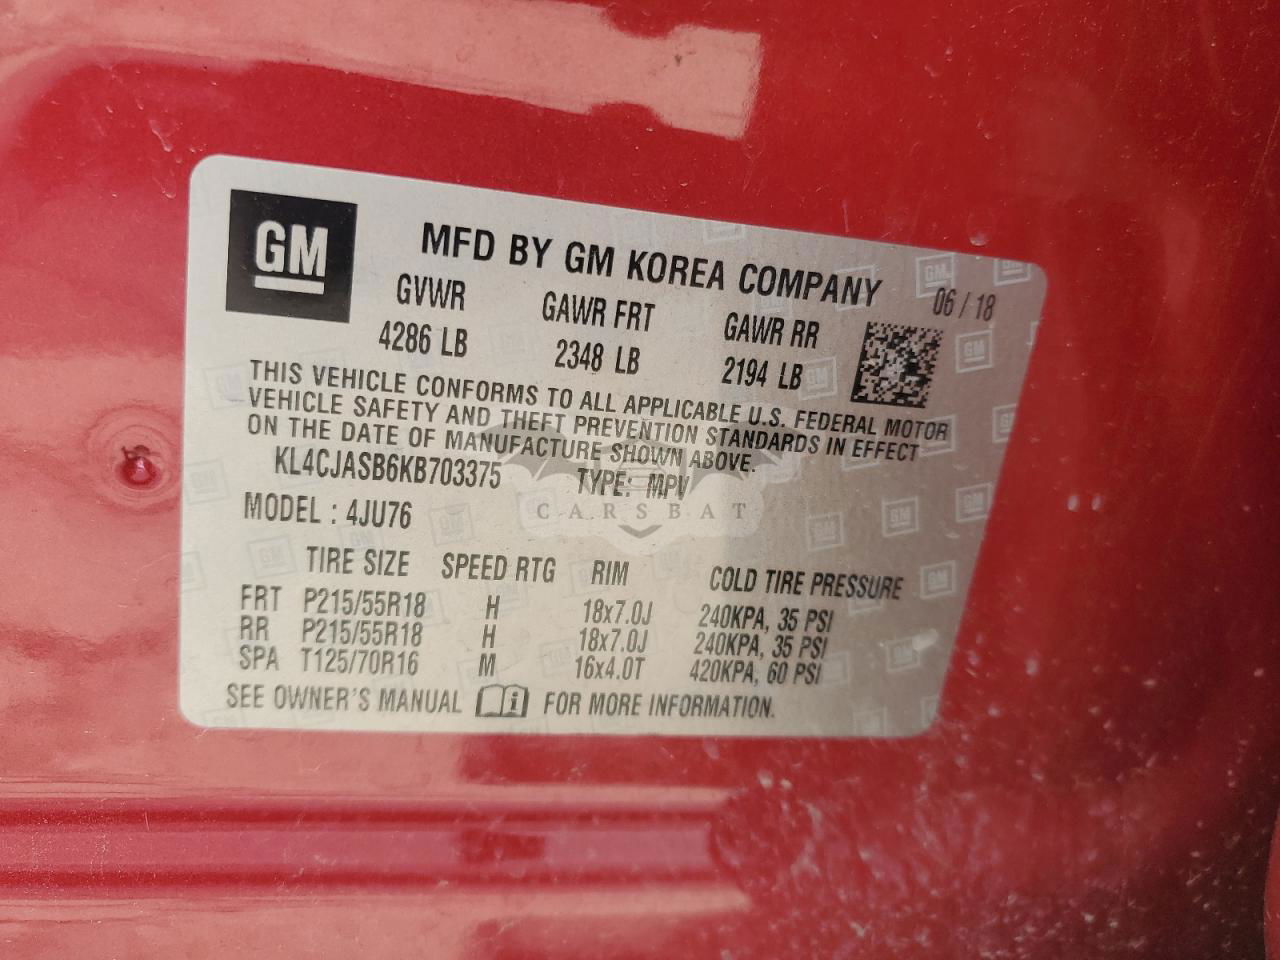 GM
MFD BY GM KOREA COMPANY
06 / 18
GVWR GAWR FRT GAWR RR
4286 LB 2348 LB 2194 LB
THIS VEHICLE CONFORMS TO ALL APPLICABLE U.S. FEDERAL MOTOR
VEHICLE SAFETY AND THEFT PREVENTION STANDARDS IN EFFECT
ON THE DATE OF MANUFACTURE SHOWN ABOVE.
KL4CJASB6KB703375 TYPE: MPV
CARSBAT
MODEL : 4JU76
TIRE SIZE SPEED RTG RIM COLD TIRE PRESSURE
FRT P215/55R18 H 18x7.0J 240KPA, 35 PSI
RR P215/55R18 H 18x7.0J 240KPA, 35 PSI
SPA T125/70R16 M 16x4.0T 420KPA, 60 PSI
SEE OWNER'S MANUAL i FOR MORE INFORMATION.